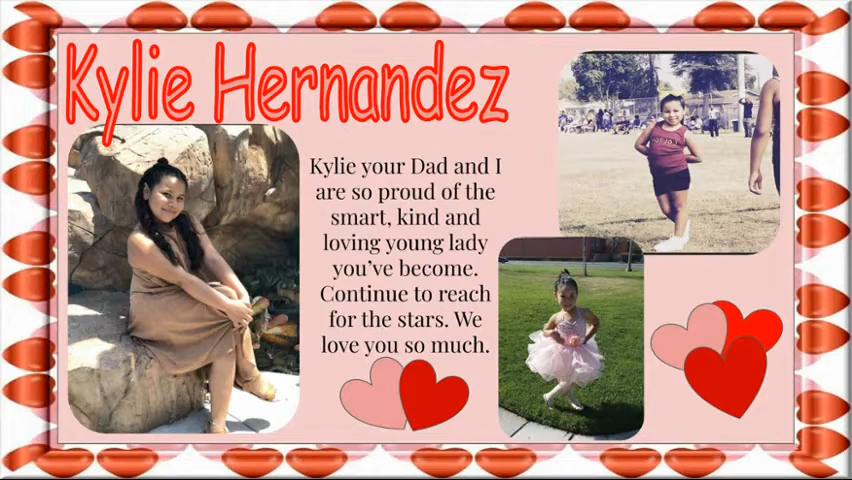 Kylie Hernandez
Kylie your Dad and I
are so proud of the
smart, kind and
loving young lady
you've become.
Continue to reach
for the stars. We
love you so much.